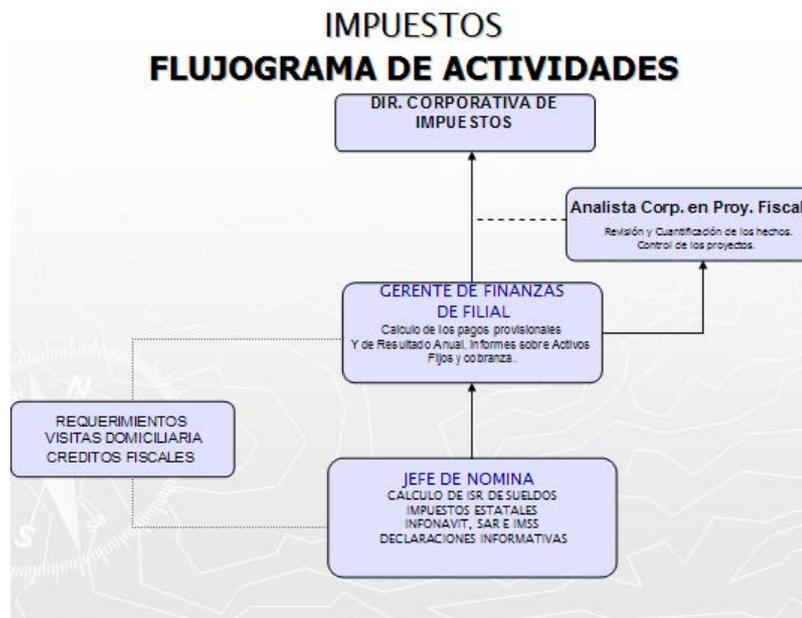 IMPUESTOS
FLUJOGRAMA DE ACTIVIDADES
DIR. CORPORATIVA DE
IMPUESTOS
Analista Corp. en Proy. Fiscal
Revisión y Cuantificación de los hechos.
Control de los proyectos.
GERENTE DE FINANZAS
DE FILIAL
Calculo de los pagos provisionales
Y de Resultado Anual, Informes sobre Activos
Fijos y cobranza.
REQUERIMIENTOS
VISITAS DOMICILIARIA
CREDITOS FISCALES
JEFE DE NOMINA
CALCULO DE ISR DE SUELDOS
IMPUESTOS ESTATALES
INFONAVIT, SAR E IMSS
DECLARACIONES INFORMATIVAS
N
S